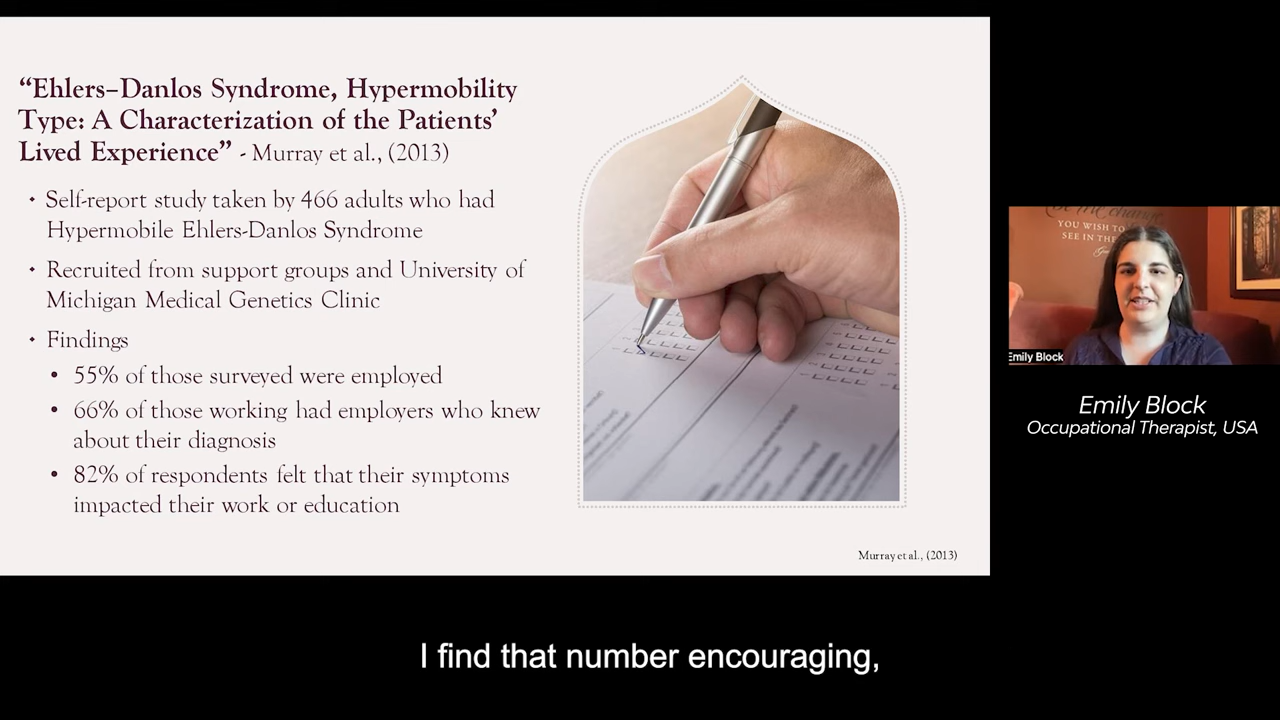 “Ehlers–Danlos Syndrome, Hypermobility
Type: A Characterization of the Patients’
Lived Experience” - Murray et al., (2013)
• Self-report study taken by 466 adults who had
Hypermobile Ehlers-Danlos Syndrome
• Recruited from support groups and University of
Michigan Medical Genetics Clinic
• Findings
• 55% of those surveyed were employed
• 66% of those working had employers who knew
about their diagnosis
• 82% of respondents felt that their symptoms
impacted their work or education
Murray et al., (2013)
YOU WISH TO
SEE IN THE
Emily Block
Emily Block
Occupational Therapist, USA
I find that number encouraging,